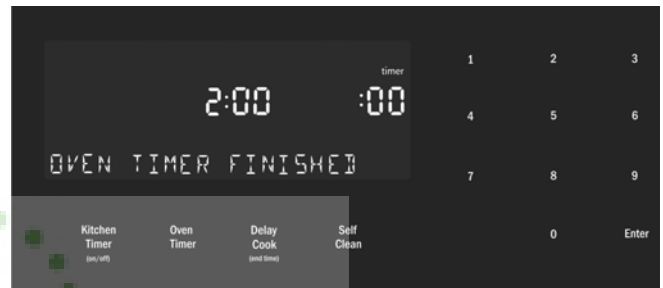 timer
2:00 :00
OVEN TIMER FINISHED
1 2 3
4 5 6
7 8 9
0 Enter
Kitchen Timer (on/off)
Oven Timer
Delay Cook (end time)
Self Clean